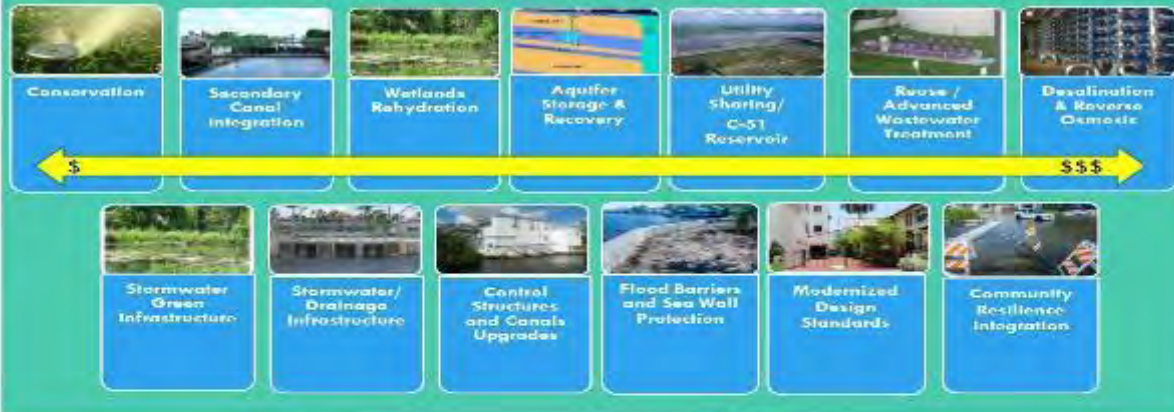 Conservation
Secondary
Canal
Integration
Wetlands
Rehydration
Aquifer
Storage &
Recovery
Utility
Sharing/
C-51
Reservoir
Reuse /
Advanced
Wastewater
Treatment
Desalination
& Reverse
Osmosis
$
$$$
Stormwater
Green
Infrastructure
Stormwater/
Drainage
Infrastructure
Control
Structures
and Canals
Upgrades
Flood Barriers
and Sea Wall
Protection
Modernized
Design
Standards
Community
Resilience
Integration